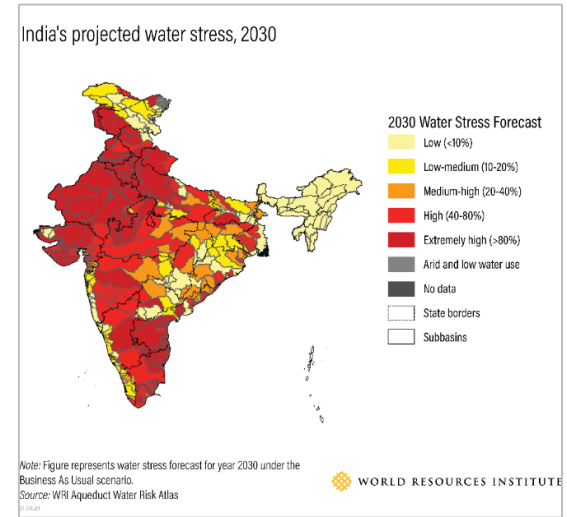 India's projected water stress, 2030
2030 Water Stress Forecast
Low (<10%)
Low-medium (10-20%)
Medium-high (20-40%)
High (40-80%)
Extremely high (>80%)
Arid and low water use
No data
State borders
Subbasins
Note: Figure represents water stress forecast for year 2030 under the
Business As Usual scenario.
Source: WRI Aqueduct Water Risk Atlas
WORLD RESOURCES INSTITUTE